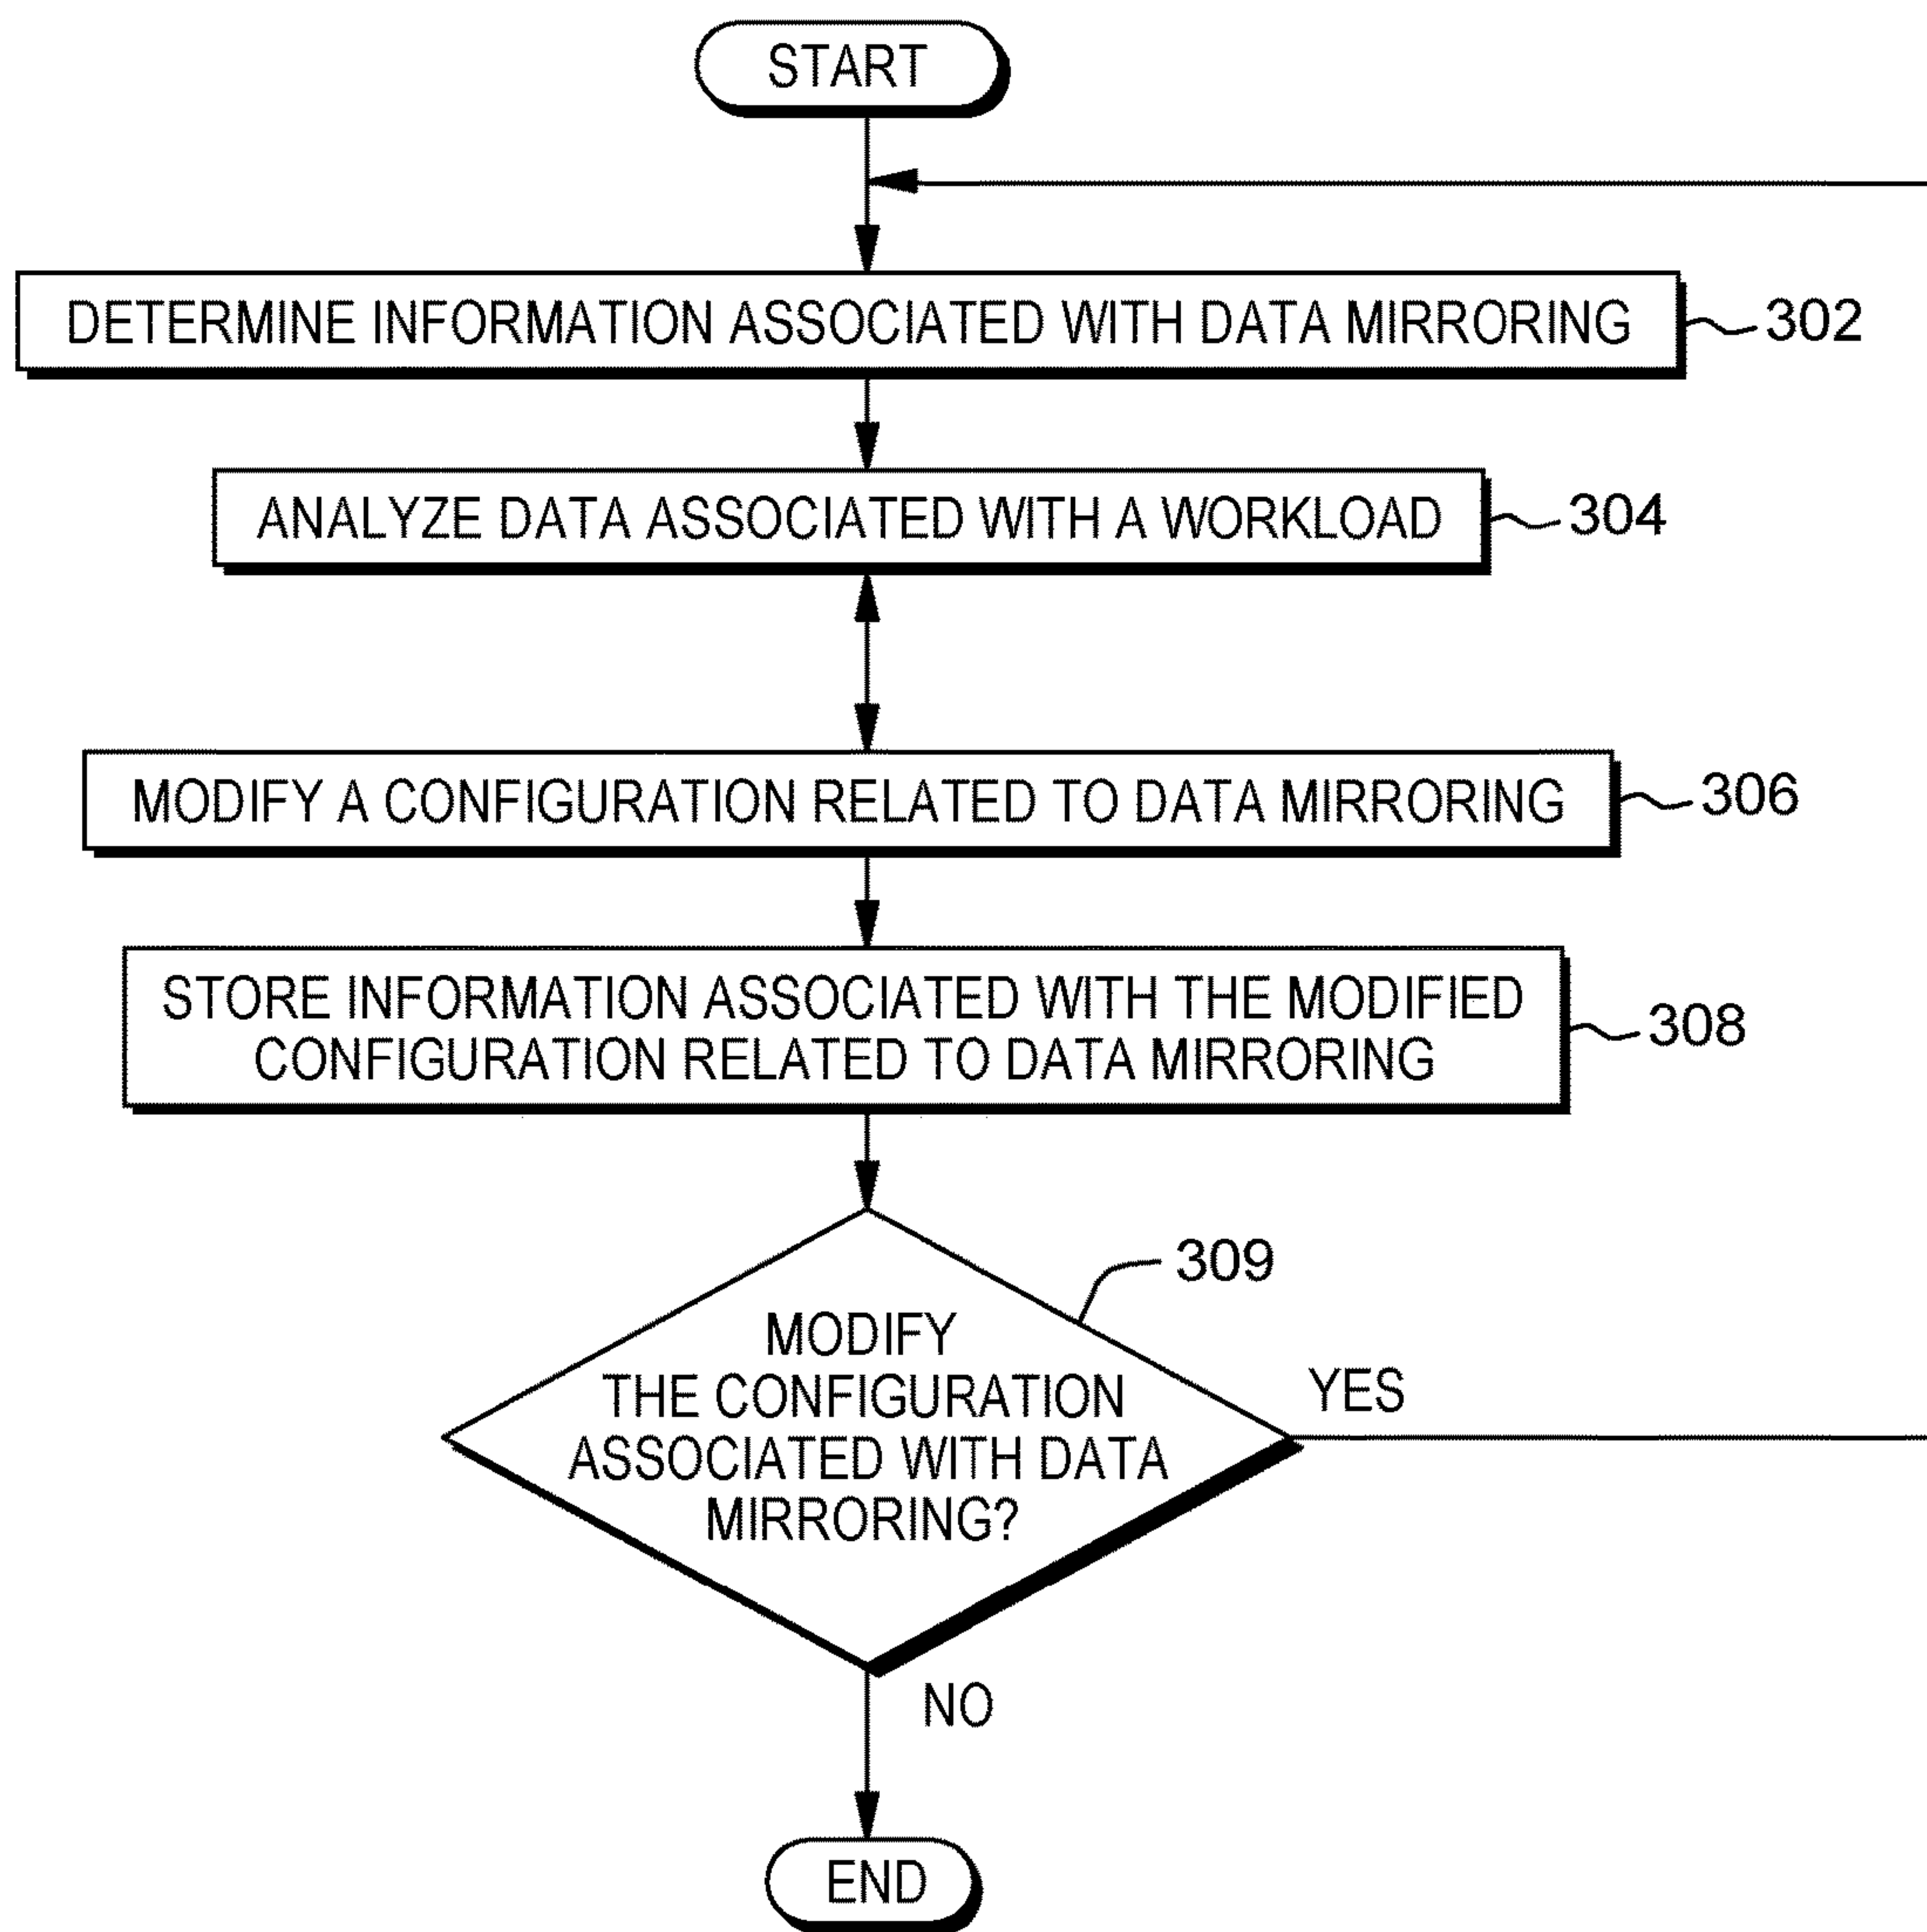 START
DETERMINE INFORMATION ASSOCIATED WITH DATA MIRRORING
302
ANALYZE DATA ASSOCIATED WITH A WORKLOAD
304
MODIFY A CONFIGURATION RELATED TO DATA MIRRORING
306
STORE INFORMATION ASSOCIATED WITH THE MODIFIED
CONFIGURATION RELATED TO DATA MIRRORING
308
309
MODIFY
THE CONFIGURATION
ASSOCIATED WITH DATA
MIRRORING?
YES
NO
END